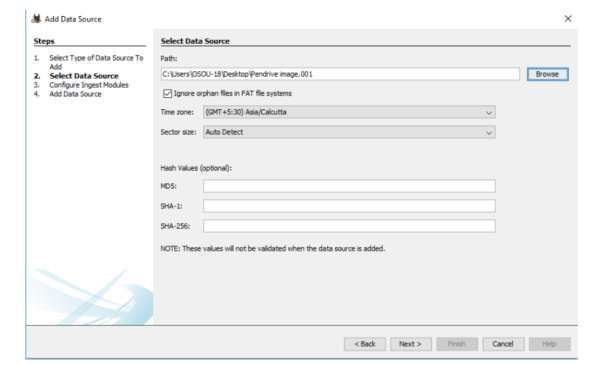 Add Data Source
Steps
1. Select Type of Data Source To
Add
2. Select Data Source
3. Configure Ingest Modules
4. Add Data Source
Select Data Source
Path:
C:\Users\OSOU-18\Desktop\Pendrive image.001
Browse
Ignore orphan files in FAT file systems
Time zone: (GMT+5:30) Asia/Calcutta
Sector size: Auto Detect
Hash Values (optional):
MD5:
SHA-1:
SHA-256:
NOTE: These values will not be validated when the data source is added.
< Back Next > Finish Cancel Help